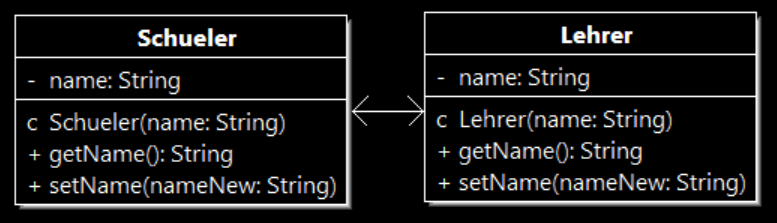 Schueler
- name: String
c Schueler(name: String)
+ getName(): String
+ setName(nameNew: String)
Lehrer
- name: String
c Lehrer(name: String)
+ getName(): String
+ setName(nameNew: String)